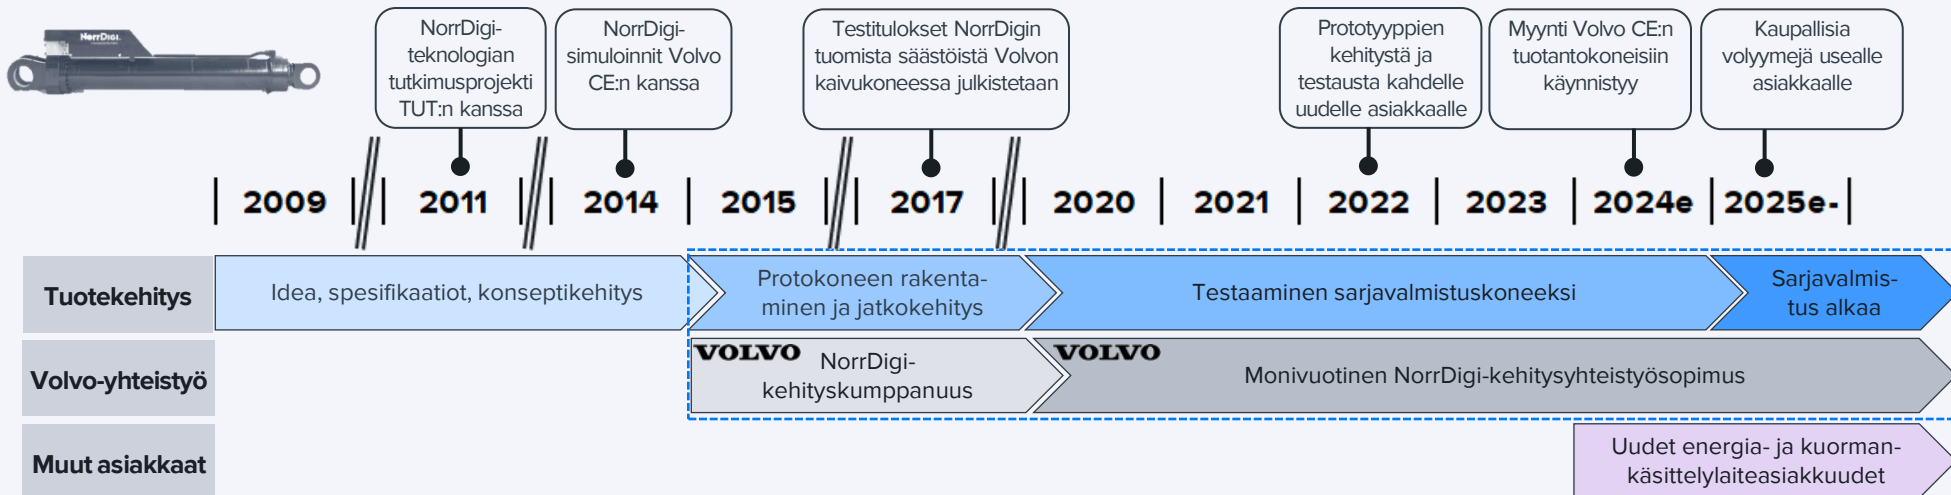 NorrDigi.
NorrDigi-
teknologian
tutkimusprojekti
TUT:n kanssa
NorrDigi-
simuloinnit Volvo
CE:n kanssa
Testitulokset NorrDigin
tuomista säästöistä Volvon
kaivukoneessa julkistetaan
Prototyyppien
kehitystä ja
testausta kahdelle
uudelle asiakkaalle
Myynti Volvo CE:n
tuotantokoneisiin
käynnistyy
Kaupallisia
volyymejä usealle
asiakkaalle
2009 2011 2014 2015 2017 2020 2021 2022 2023 2024e 2025e-
Tuotekehitys
Idea, spesifikaatiot, konseptikehitys
Protokoneen rakenta-
minen ja jatkokehitys
Testaaminen sarjavalmistuskoneeksi
Sarjavalmis-
tus alkaa
Volvo-yhteistyö
VOLVO
NorrDigi-
kehityskumppanuus
VOLVO
Monivuotinen NorrDigi-kehitysyhteistyösopimus
Muut asiakkaat
Uudet energia- ja kuorman-
käsittelylaiteasiakkuudet